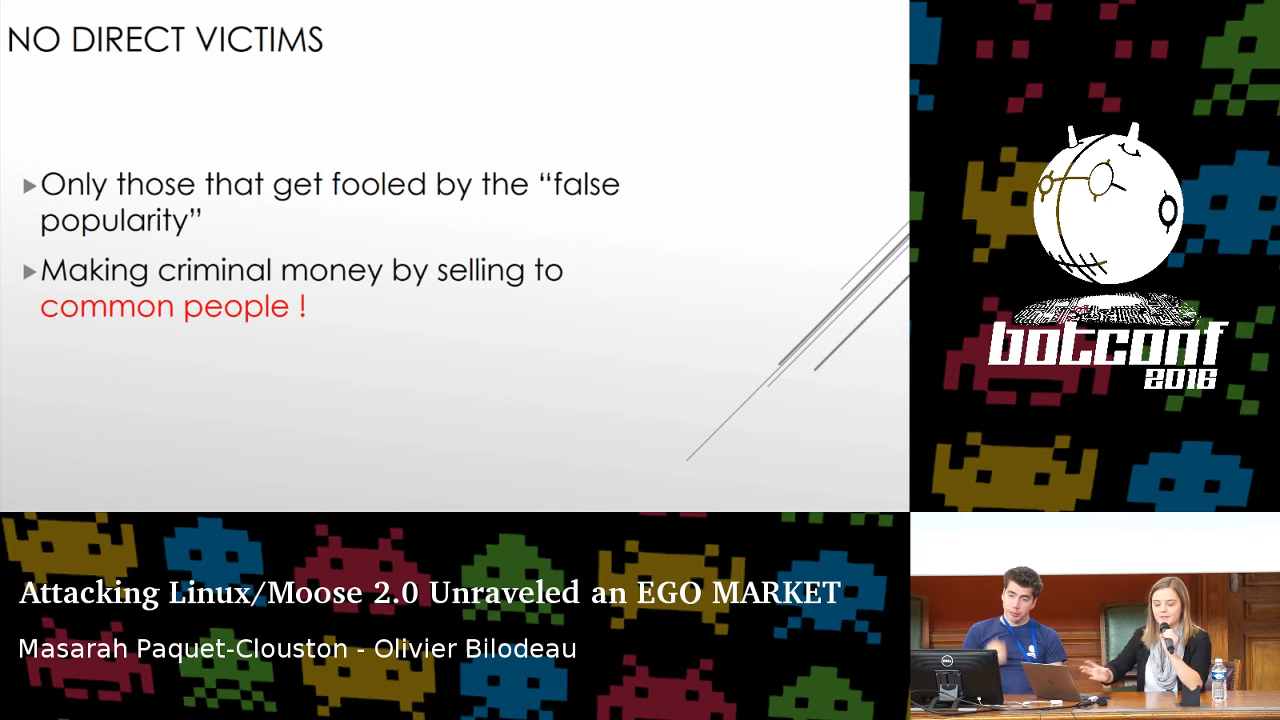 NO DIRECT VICTIMS
Only those that get fooled by the “false
popularity”
Making criminal money by selling to
common people !
botconf
2016
Attacking Linux/Moose 2.0 Unraveled an EGO MARKET
Masarah Paquet-Clouston - Olivier Bilodeau
DELL